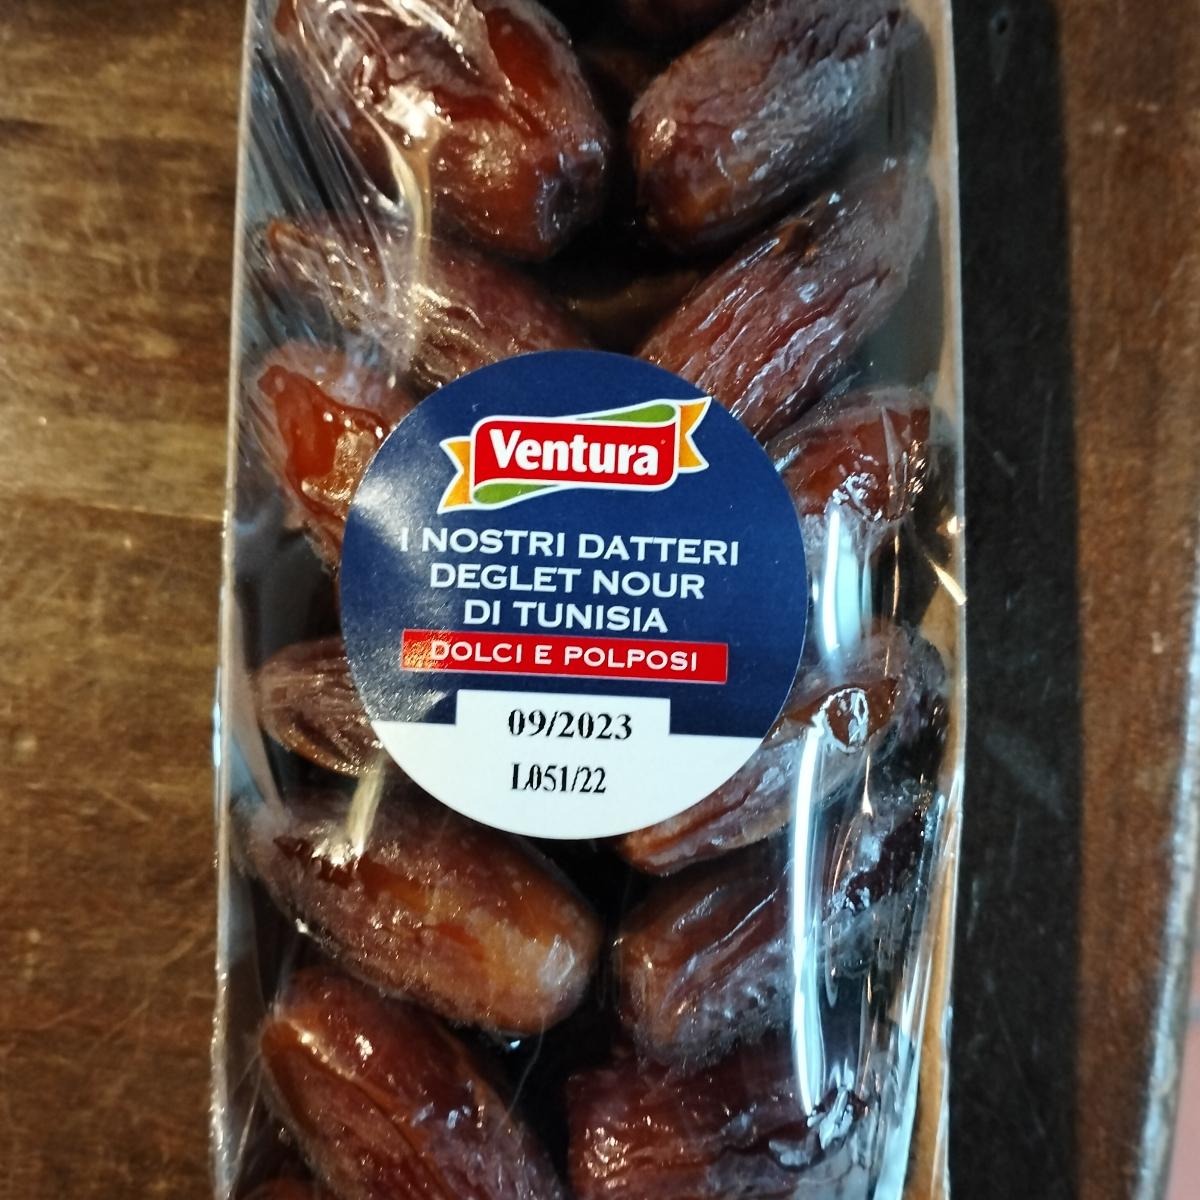 Ventura
I NOSTRI DATTERI
DEGLET NOUR
DI TUNISIA
DOLCI E POLPOSI
09/2023
L051/22